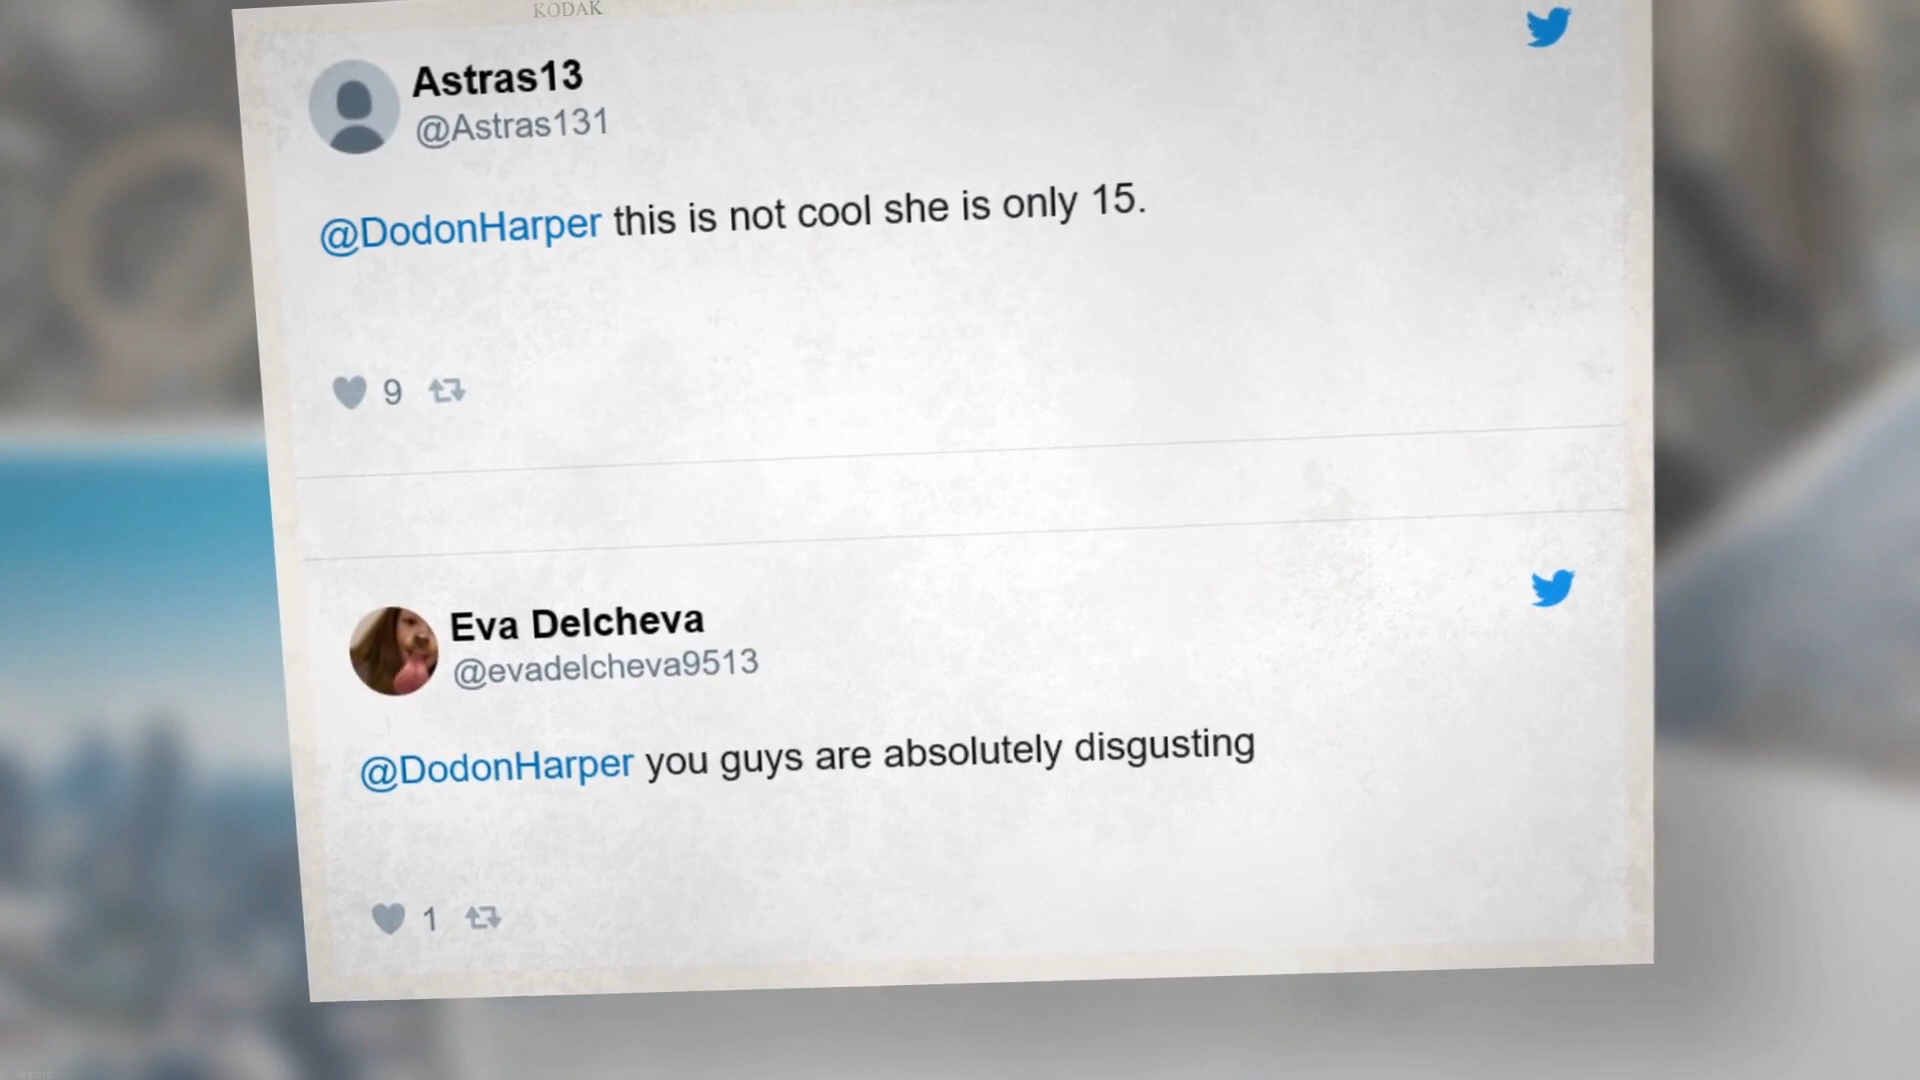 KODAK
Astras13
@Astras131
@DodonHarper this is not cool she is only 15.
9
Eva Delcheva
@evadelcheva9513
@DodonHarper you guys are absolutely disgusting
1